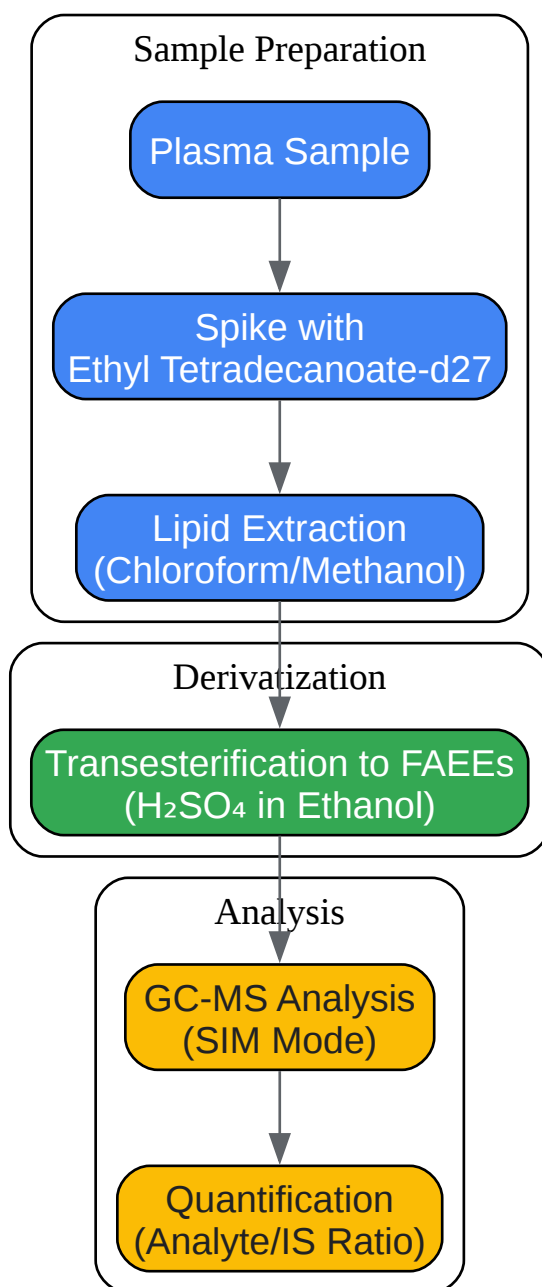 Sample Preparation
Plasma Sample
Spike with
Ethyl Tetradecanoate-d27
Lipid Extraction
(Chloroform/Methanol)
Derivatization
Transesterification to FAEEs
(H₂SO₄ in Ethanol)
Analysis
GC-MS Analysis
(SIM Mode)
Quantification
(Analyte/IS Ratio)